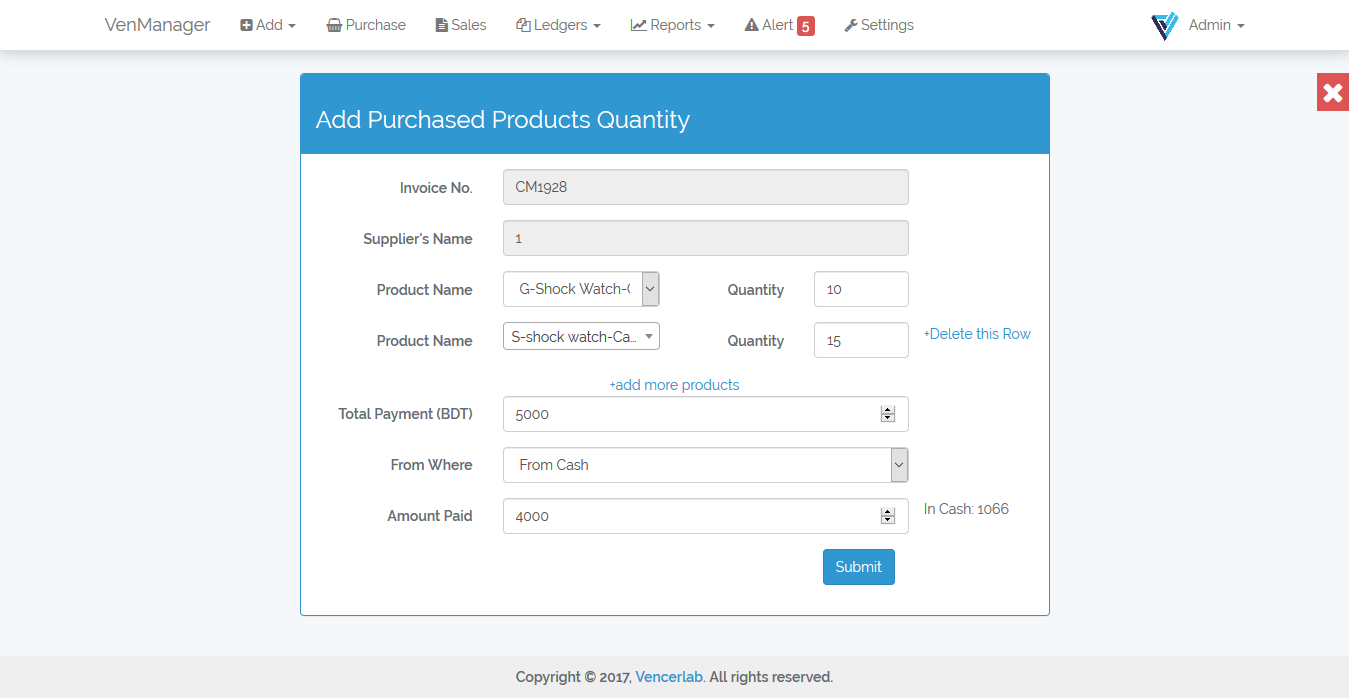 VenManager Add Purchase Sales Ledgers Reports Alert 5 Settings Admin
Add Purchased Products Quantity
Invoice No. CM1928
Supplier's Name 1
Product Name G-Shock Watch- Quantity 10
Product Name S-shock watch-Ca... Quantity 15 +Delete this Row
+add more products
Total Payment (BDT) 5000
From Where From Cash
Amount Paid 4000 In Cash: 1066
Submit
Copyright © 2017, Vencerlab. All rights reserved.